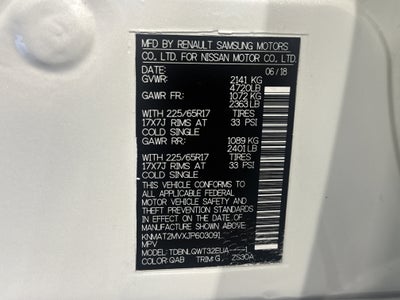 MFD BY RENAULT SAMSUNG MOTORS
CO., LTD. FOR NISSAN MOTOR CO., LTD.
DATE: 06/18
GVWR: 2141 KG
4720LB
GAWR FR: 1072 KG
2363LB
WITH 225/65R17 TIRES
17X7J RIMS AT 33 PSI
COLD SINGLE
GAWR RR: 1089 KG
2401LB
WITH 225/65R17 TIRES
17X7J RIMS AT 33 PSI
COLD SINGLE
THIS VEHICLE CONFORMS TO
ALL APPLICABLE FEDERAL
MOTOR VEHICLE SAFETY AND
THEFT PREVENTION STANDARDS
IN EFFECT ON THE DATE OF
MANUFACTURE SHOWN ABOVE.
KNMAT2MVXJP603091
MPV
MODEL: TDBNLQWT32EUA-----L
COLOR: QAB TRIM: G ZS30A